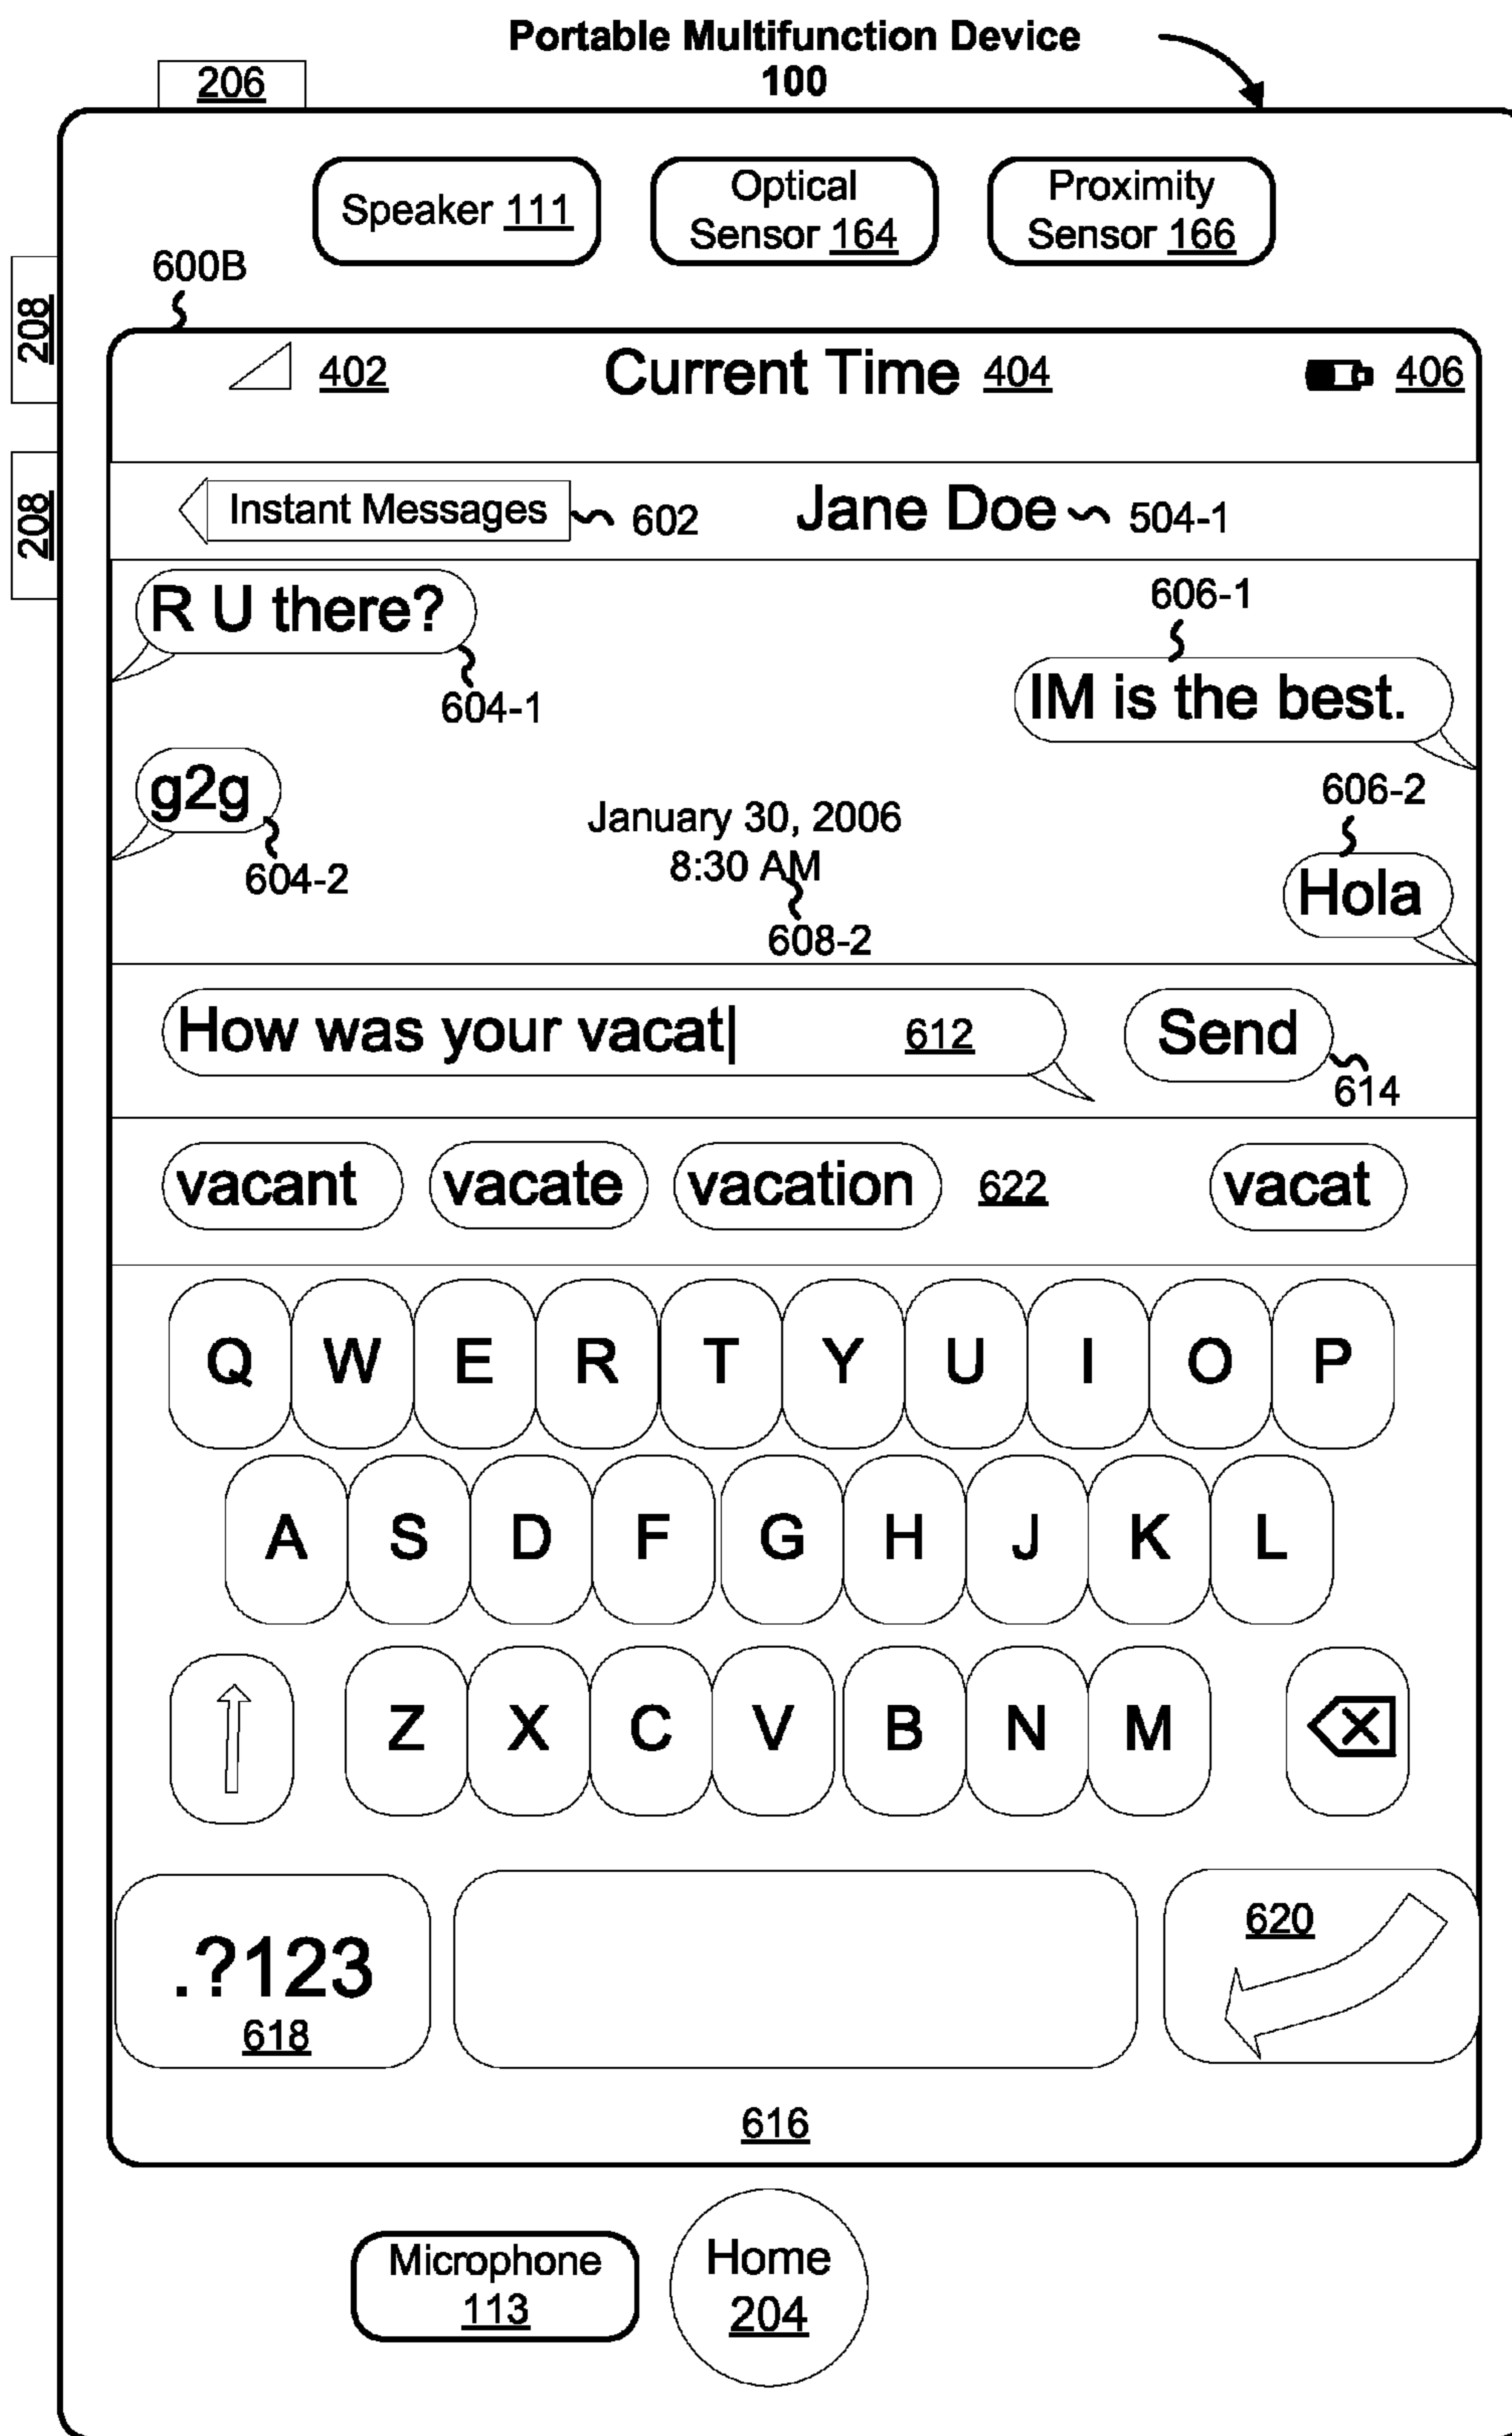 Portable Multifunction Device
100
206
Speaker 111
Optical
Sensor 164
Proximity
Sensor 166
600B
208
402
Current Time 404
406
208
Instant Messages
602
Jane Doe
504-1
R U there?
606-1
604-1
IM is the best.
g2g
606-2
January 30, 2006
8:30 AM
604-2
Hola
608-2
How was your vacat
612
Send
614
vacant
vacate
vacation
622
vacat
Q W E R T Y U I O P
A S D F G H J K L
Z X C V B N M
.?123
618
620
616
Microphone
113
Home
204